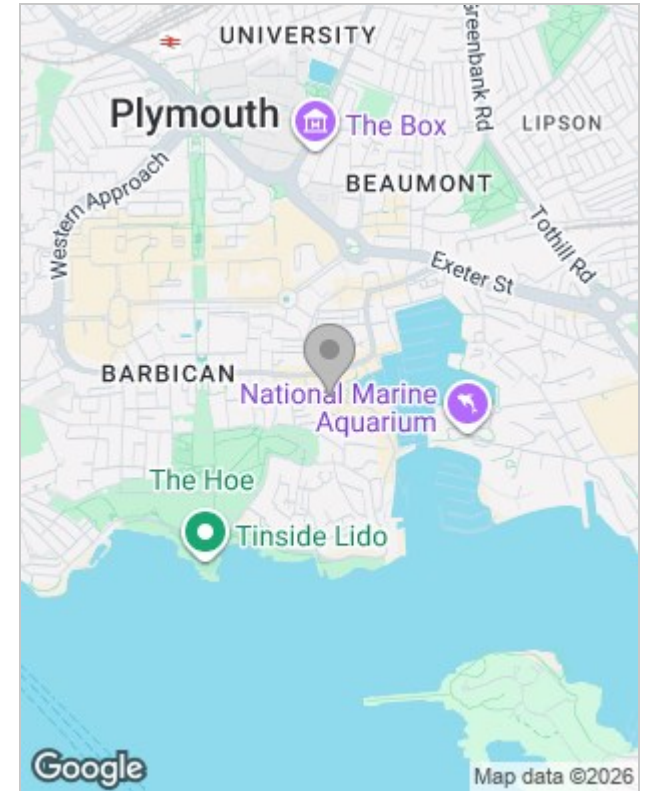 UNIVERSITY
Greenbank Rd
Plymouth
The Box
LIPSON
BEAUMONT
Western Approach
Tothill Rd
Exeter St
BARBICAN
National Marine
Aquarium
The Hoe
Tinside Lido
Google
Map data ©2026